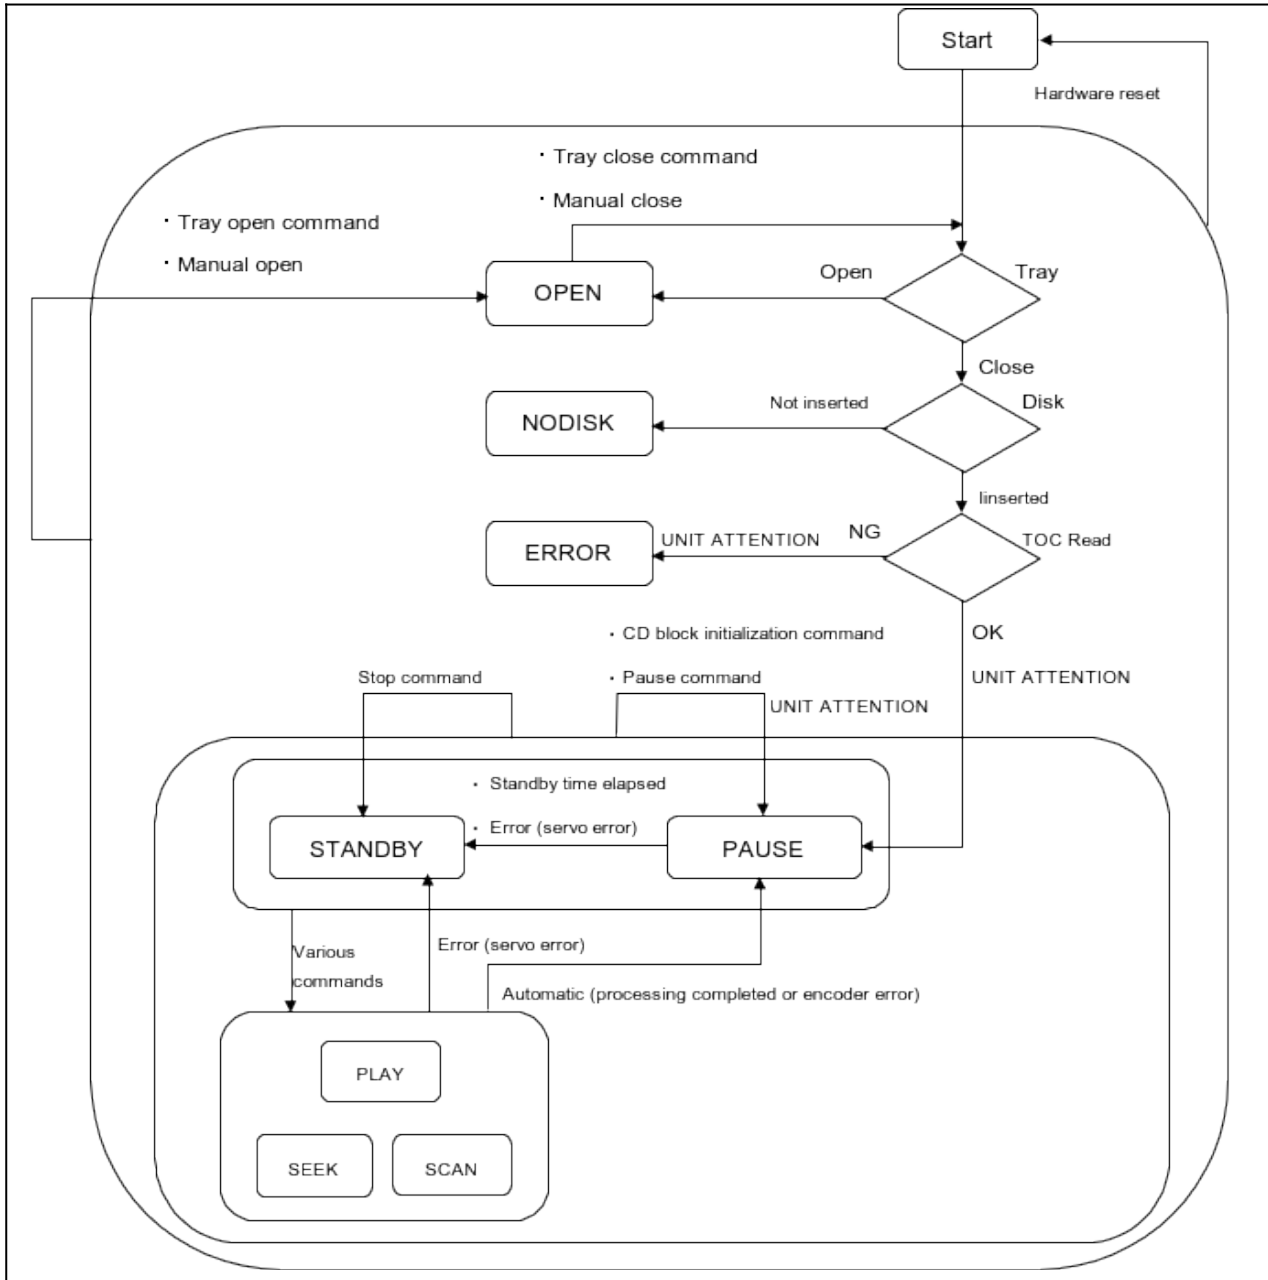 Start
Hardware reset
・ Tray close command
・ Manual close
・ Tray open command
・ Manual open
OPEN
Open
Tray
Close
NODISK
Not inserted
Disk
Iinserted
ERROR
UNIT ATTENTION
NG
TOC Read
OK
UNIT ATTENTION
・ CD block initialization command
・ Pause command
UNIT ATTENTION
Stop command
・ Standby time elapsed
・ Error (servo error)
STANDBY
PAUSE
Various
commands
Error (servo error)
Automatic (processing completed or encoder error)
PLAY
SEEK
SCAN